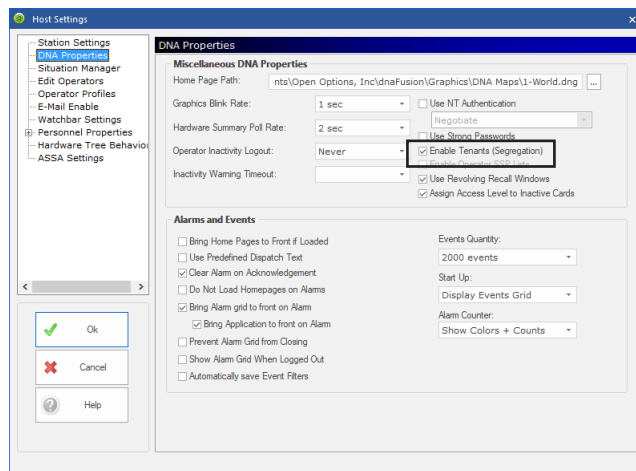 Host Settings
Station Settings
DNA Properties
Situation Manager
Edit Operators
Operator Profiles
E-Mail Enable
Watchbar Settings
Personnel Properties
Hardware Tree Behavior
ASSA Settings
Ok
Cancel
Help
DNA Properties
Miscellaneous DNA Properties
Home Page Path: nts\Open Options, Inc\dnaFusion\Graphics\DNA Maps\1-World.dng ...
Graphics Blink Rate: 1 sec
Hardware Summary Poll Rate: 2 sec
Operator Inactivity Logout: Never
Inactivity Warning Timeout:
Use NT Authentication
Negotiate
Use Strong Passwords
Enable Tenants (Segregation)
Enable Operator SSP Lists
Use Revolving Recall Windows
Assign Access Level to Inactive Cards
Alarms and Events
Bring Home Pages to Front if Loaded
Use Predefined Dispatch Text
Clear Alarm on Acknowledgement
Do Not Load Homepages on Alarms
Bring Alarm grid to front on Alarm
Bring Application to front on Alarm
Prevent Alarm Grid from Closing
Show Alarm Grid When Logged Out
Automatically save Event Filters
Events Quantity:
2000 events
Start Up:
Display Events Grid
Alarm Counter:
Show Colors + Counts